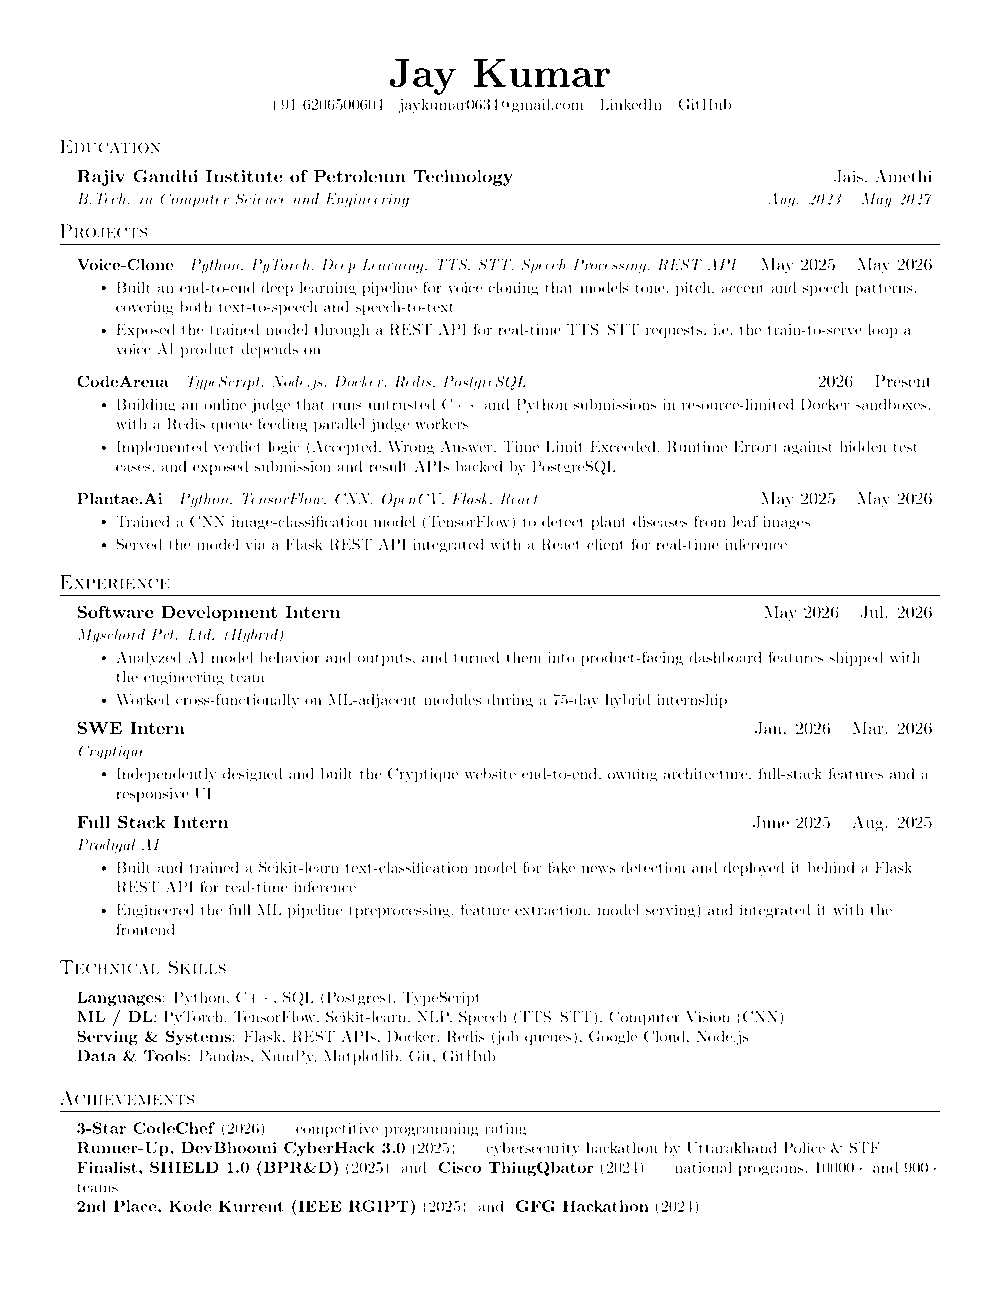 Jay Kumar
+91 6206500604 jaykumar0634@gmail.com LinkedIn GitHub
Education
Rajiv Gandhi Institute of Petroleum Technology Jais, Amethi
B.Tech. in Computer Science and Engineering Aug. 2023 May 2027
Projects
Voice-Clone Python, PyTorch, Deep Learning, TTS, STT, Speech Processing, REST API May 2025 May 2026
• Built an end-to-end deep learning pipeline for voice cloning that models tone, pitch, accent and speech patterns,
covering both text-to-speech and speech-to-text
• Exposed the trained model through a REST API for real-time TTS STT requests, i.e. the train-to-serve loop a
voice AI product depends on
CodeArena TypeScript, Node.js, Docker, Redis, PostgreSQL 2026 Present
• Building an online judge that runs untrusted C++ and Python submissions in resource-limited Docker sandboxes,
with a Redis queue feeding parallel judge workers
• Implemented verdict logic (Accepted, Wrong Answer, Time Limit Exceeded, Runtime Error) against hidden test
cases, and exposed submission and result APIs backed by PostgreSQL
Plantae.Ai Python, TensorFlow, CNN, OpenCV, Flask, React May 2025 May 2026
• Trained a CNN image-classification model (TensorFlow) to detect plant diseases from leaf images
• Served the model via a Flask REST API integrated with a React client for real-time inference
Experience
Software Development Intern May 2026 Jul. 2026
Myschord Pvt. Ltd. (Hybrid)
• Analyzed AI model behavior and outputs, and turned them into product-facing dashboard features shipped with
the engineering team
• Worked cross-functionally on ML-adjacent modules during a 75-day hybrid internship
SWE Intern Jan. 2026 Mar. 2026
Cryptique
• Independently designed and built the Cryptique website end-to-end, owning architecture, full-stack features and a
responsive UI
Full Stack Intern June 2025 Aug. 2025
Prodigal AI
• Built and trained a Scikit-learn text-classification model for fake news detection and deployed it behind a Flask
REST API for real-time inference
• Engineered the full ML pipeline (preprocessing, feature extraction, model serving) and integrated it with the
frontend
Technical Skills
Languages: Python, C++, SQL (Postgres), TypeScript
ML / DL: PyTorch, TensorFlow, Scikit-learn, NLP, Speech (TTS STT), Computer Vision (CNN)
Serving & Systems: Flask, REST APIs, Docker, Redis (job queues), Google Cloud, Node.js
Data & Tools: Pandas, NumPy, Matplotlib, Git, GitHub
Achievements
3-Star CodeChef (2026) competitive programming rating
Runner-Up, DevBhoomi CyberHack 3.0 (2025) cybersecurity hackathon by Uttarakhand Police & STF
Finalist, SHIELD 1.0 (BPR&D) (2025) and Cisco ThingQbator (2024) national programs, 10000+ and 900+
teams
2nd Place, Kode Kurrent (IEEE RGIPT) (2025) and GFG Hackathon (2024)